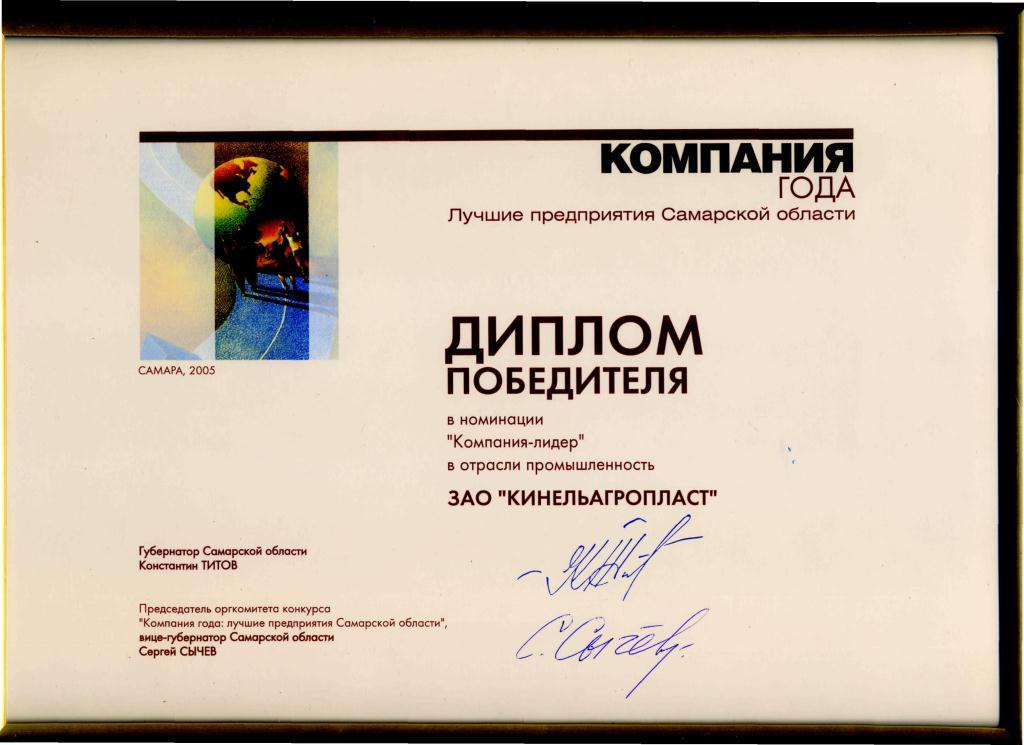 КОМПАНИЯ
ГОДА
Лучшие предприятия Самарской области
САМАРА, 2005
ДИПЛОМ
ПОБЕДИТЕЛЯ
в номинации
"Компания-лидер"
в отрасли промышленность
ЗАО "КИНЕЛЬАГРОПЛАСТ"
Губернатор Самарской области
Константин ТИТОВ
Председатель оргкомитета конкурса
"Компания года: лучшие предприятия Самарской области",
вице-губернатор Самарской области
Сергей СЫЧЕВ
С. Сычёв